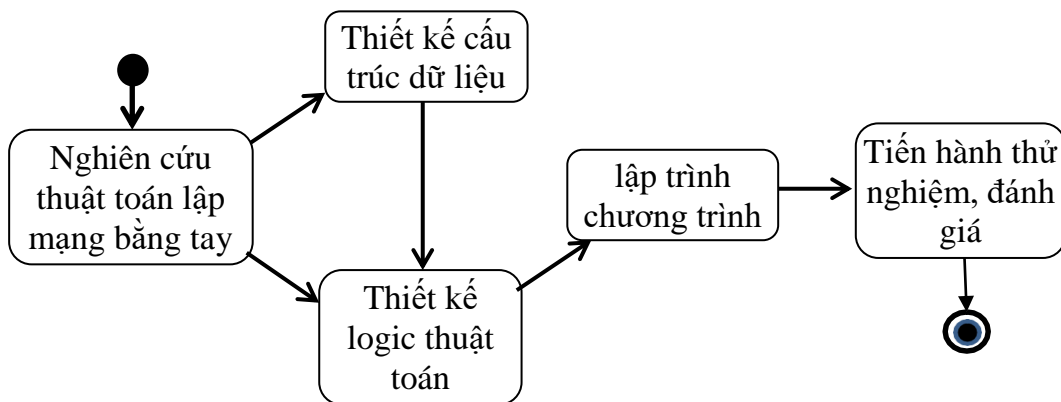 Thiết kế cấu
trúc dữ liệu
Nghiên cứu
thuật toán lập
mạng bằng tay
Thiết kế
logic thuật
toán
lập trình
chương trình
Tiến hành thử
nghiệm, đánh
giá